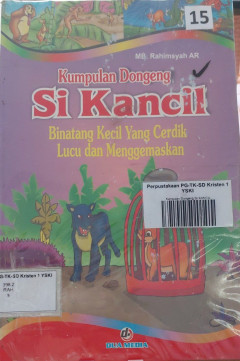 15
MB. Rahimsyah AR
Kumpulan Dongeng
Si Kancil
Binatang Kecil Yang Cerdik
Lucu dan Menggemaskan
Perpustakaan PG-TK-SD Kristen 1
YSKI
G-TK-SD Kristen 1 YSKI